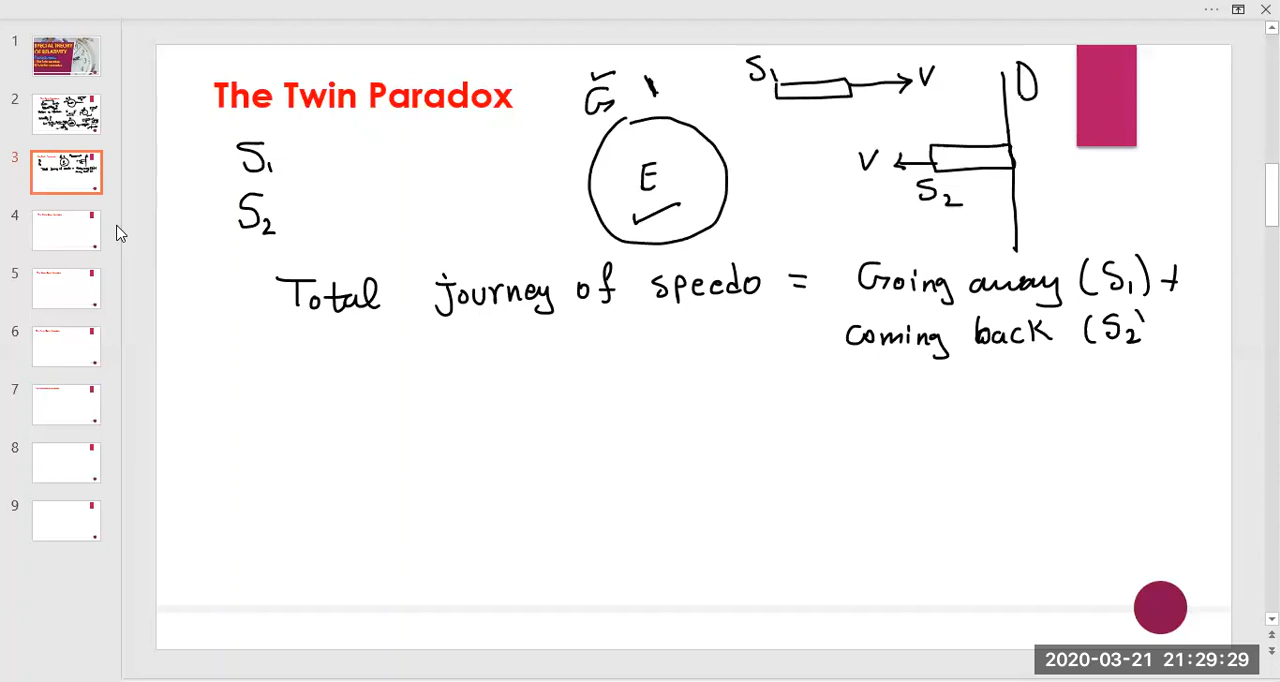 1
2
3
4
5
6
7
8
9
The Twin Paradox
S1
S2
E
S1
V
D
V
S2
Total journey of speedo = Going away (S1) +
coming back (S2)
2020-03-21 21:29:29